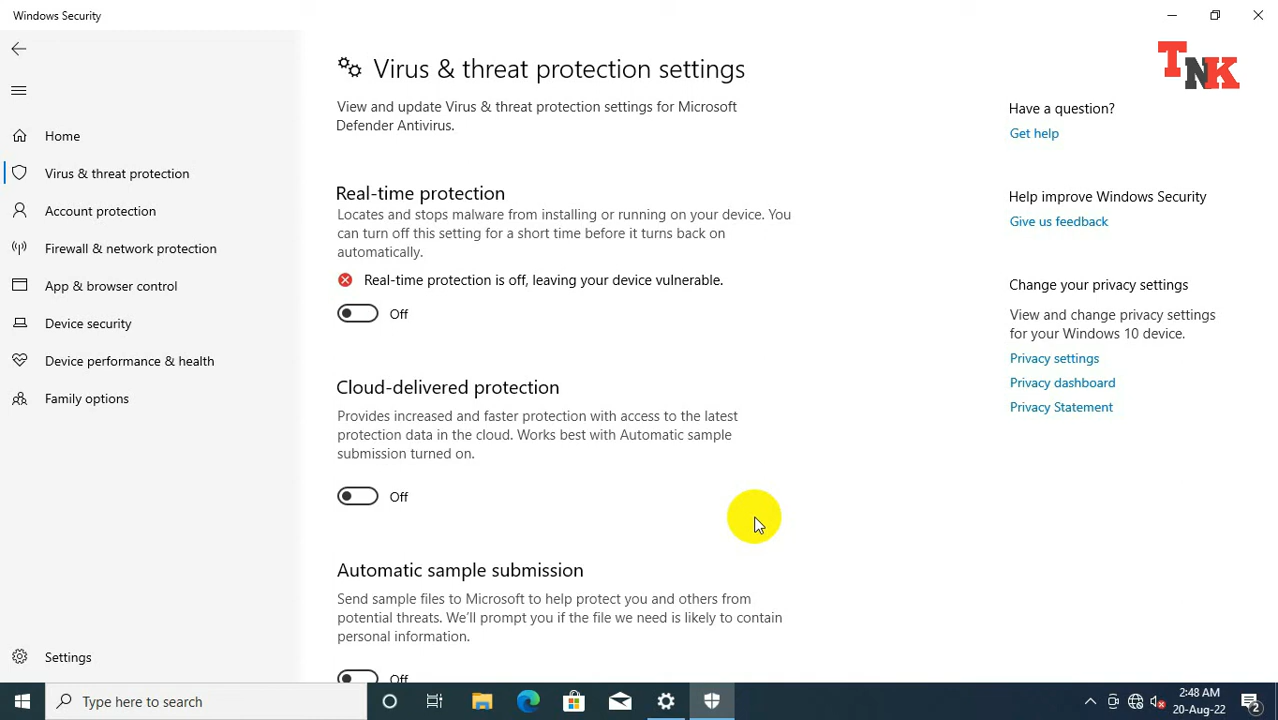 Windows Security
TNK
Home
Virus & threat protection
Account protection
Firewall & network protection
App & browser control
Device security
Device performance & health
Family options
Settings
Virus & threat protection settings
View and update Virus & threat protection settings for Microsoft
Defender Antivirus.
Real-time protection
Locates and stops malware from installing or running on your device. You
can turn off this setting for a short time before it turns back on
automatically.
Real-time protection is off, leaving your device vulnerable.
Off
Cloud-delivered protection
Provides increased and faster protection with access to the latest
protection data in the cloud. Works best with Automatic sample
submission turned on.
Off
Automatic sample submission
Send sample files to Microsoft to help protect you and others from
potential threats. We'll prompt you if the file we need is likely to contain
personal information.
Off
Have a question?
Get help
Help improve Windows Security
Give us feedback
Change your privacy settings
View and change privacy settings
for your Windows 10 device.
Privacy settings
Privacy dashboard
Privacy Statement
Type here to search
2:48 AM
20-Aug-22
2